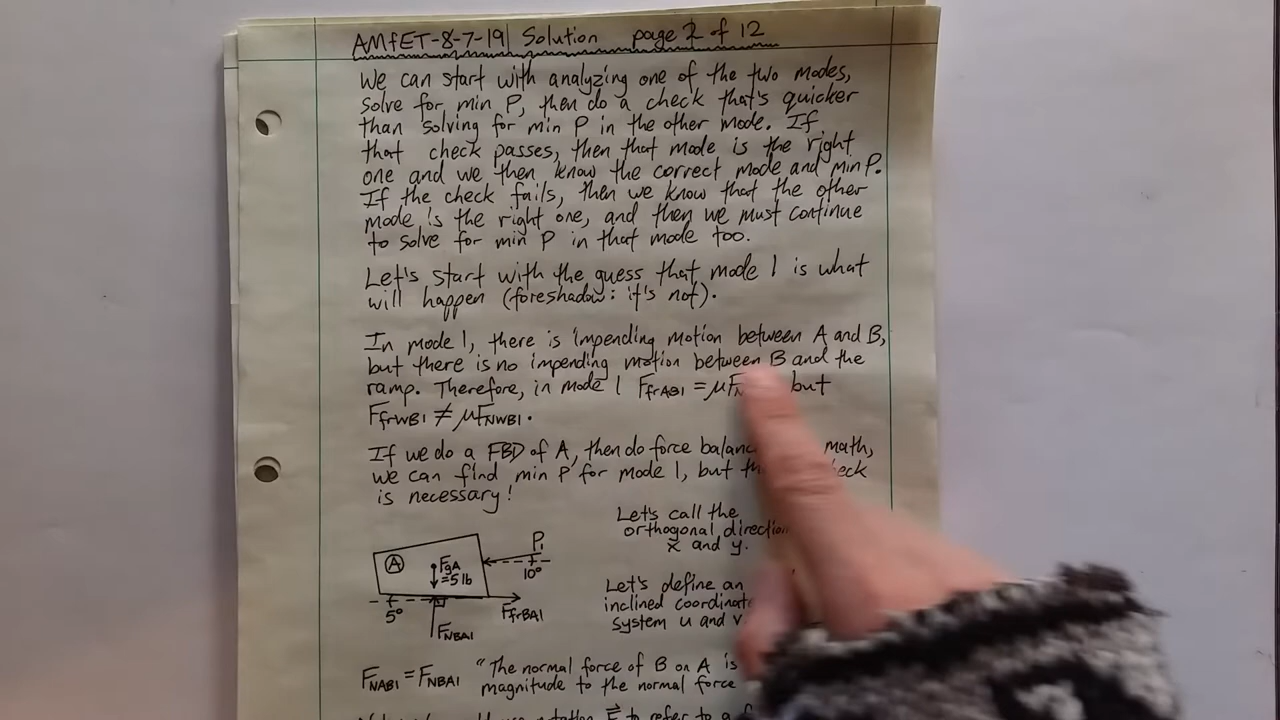 AMfET-8-7-19 Solution page 2 of 12
We can start with analyzing one of the two modes,
solve for min P, then do a check that's quicker
than solving for min P in the other mode. If
that check passes, then that mode is the right
one and we then know the correct mode and min P.
If the check fails, then we know that the other
mode is the right one, and then we must continue
to solve for min P in that mode too.
Let's start with the guess that mode 1 is what
will happen (foreshadow: it's not).
In mode 1, there is impending motion between A and B,
but there is no impending motion between B and the
ramp. Therefore, in mode 1 FfrAB1 = μFN but
FfrWB1 ≠ μFNWB1.
If we do a FBD of A, then do force balance math,
we can find min P for mode 1, but check
is necessary!
Let's call the
orthogonal direction
x and y.
A
FgA
=5 lb
P1
10°
5°
FfrBA1
FNBA1
Let's define an
inclined coordinate
system u and v
FNAB1 = FNBA1 "The normal force of B on A is
magnitude to the normal force